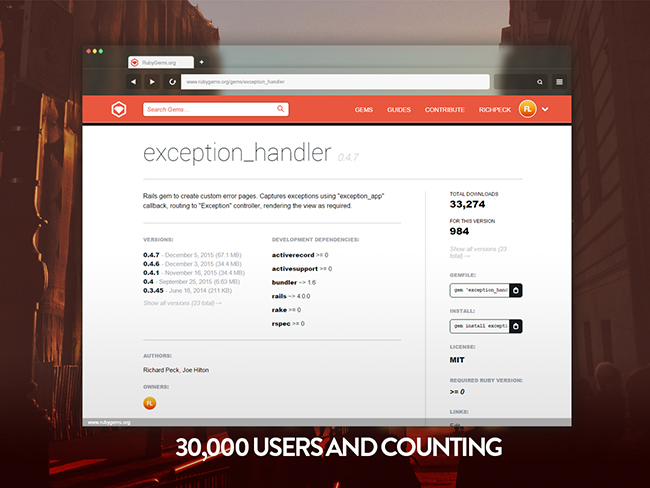 RubyGems.org
www.rubygems.org/gems/exception_handler
Search Gems...
GEMS GUIDES CONTRIBUTE RICHPECK FL
exception_handler 0.4.7
Rails gem to create custom error pages. Captures exceptions using "exception_app"
callback, routing to "Exception" controller, rendering the view as required.
VERSIONS:
0.4.7 - December 5, 2015 (67.1 MB)
0.4.6 - December 3, 2015 (34.4 MB)
0.4.1 - November 16, 2015 (34.4 MB)
0.4 - September 25, 2015 (6.63 MB)
0.3.45 - June 16, 2014 (211 KB)
Show all versions (23 total) →
DEVELOPMENT DEPENDENCIES:
activerecord >= 0
activesupport >= 0
bundler ~> 1.6
rails ~> 4.0.0
rake >= 0
rspec >= 0
AUTHORS:
Richard Peck, Joe Hilton
OWNERS:
FL
TOTAL DOWNLOADS
33,274
FOR THIS VERSION
984
Show all versions (23
total) →
GEMFILE:
gem 'exception_hand
INSTALL:
gem install excepti
LICENSE:
MIT
REQUIRED RUBY VERSION:
>= 0
LINKS:
www.rubygems.org
30,000 USERS AND COUNTING